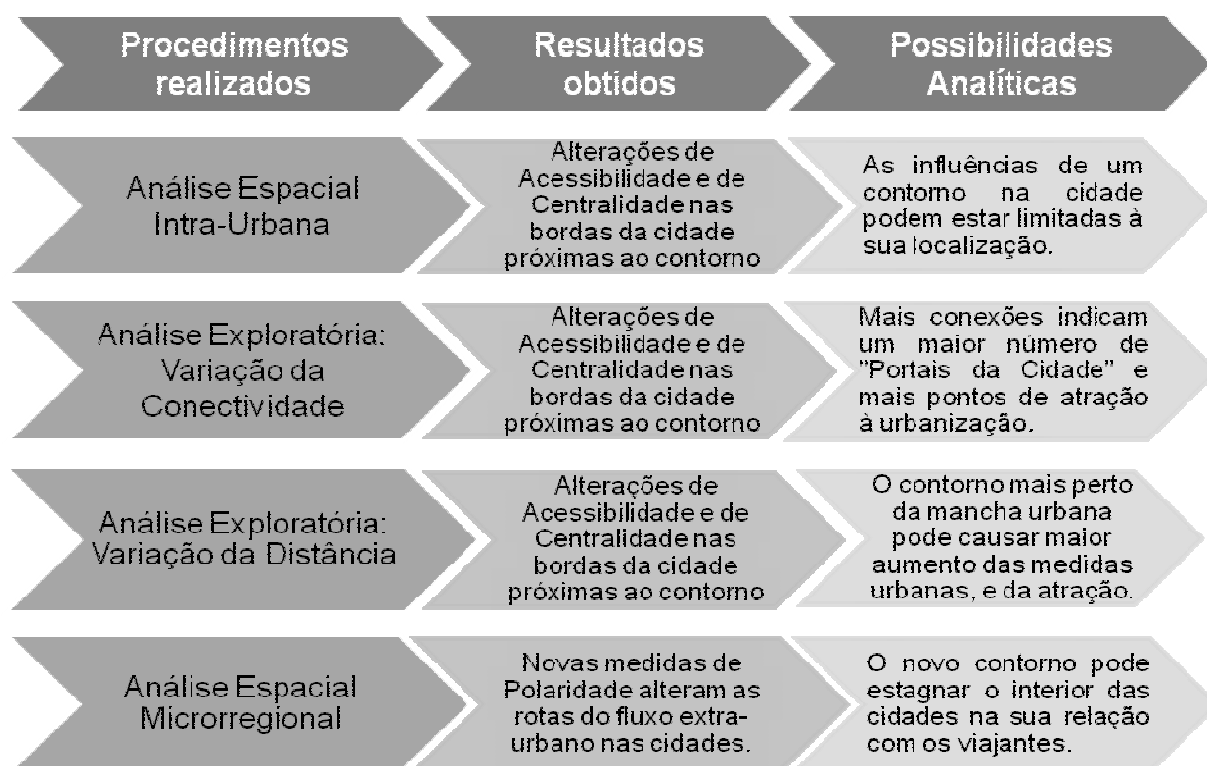 Procedimentos
realizados
Resultados
obtidos
Possibilidades
Analíticas
Análise Espacial
Intra-Urbana
Alterações de
Acessibilidade e de
Centralidade nas
bordas da cidade
próximas ao contorno
As influências de um
contorno na cidade
podem estar limitadas à
sua localização.
Análise Exploratória:
Variação da
Conectividade
Alterações de
Acessibilidade e de
Centralidade nas
bordas da cidade
próximas ao contorno
Mais conexões indicam
um maior número de
"Portais da Cidade" e
mais pontos de atração
à urbanização.
Análise Exploratória:
Variação da Distância
Alterações de
Acessibilidade e de
Centralidade nas
bordas da cidade
próximas ao contorno
O contorno mais perto
da mancha urbana
pode causar maior
aumento das medidas
urbanas, e da atração.
Análise Espacial
Microrregional
Novas medidas de
Polaridade alteram as
rotas do fluxo extra-
urbano nas cidades.
O novo contorno pode
estagnar o interior das
cidades na sua relação
com os viajantes.